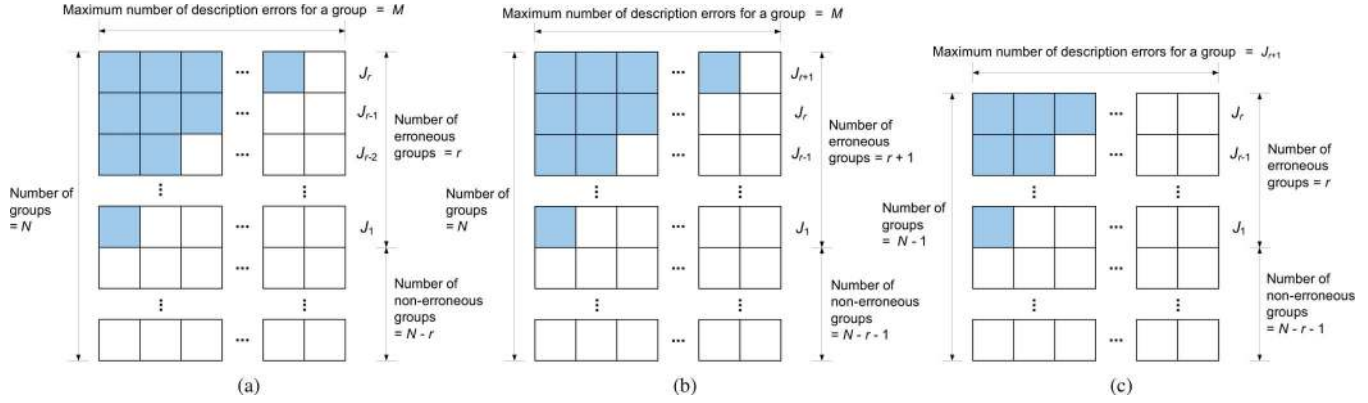 Maximum number of description errors for a group = M
...
J_r
...
J_{r-1}
...
J_{r-2}
Number of
erroneous
groups = r
Number of
groups
= N
⋮
⋮
...
J_1
...
Number of
non-erroneous
groups
= N - r
⋮
⋮
...
(a)
Maximum number of description errors for a group = M
...
J_{r+1}
...
J_r
...
J_{r-1}
Number of
erroneous
groups = r + 1
Number of
groups
= N
⋮
⋮
...
J_1
...
Number of
non-erroneous
groups
= N - r - 1
⋮
⋮
...
(b)
Maximum number of description errors for a group = J_{r+1}
...
J_r
...
J_{r-1}
Number of
erroneous
groups = r
Number of
groups
= N - 1
⋮
⋮
...
J_1
...
Number of
non-erroneous
groups
= N - r - 1
⋮
⋮
...
(c)